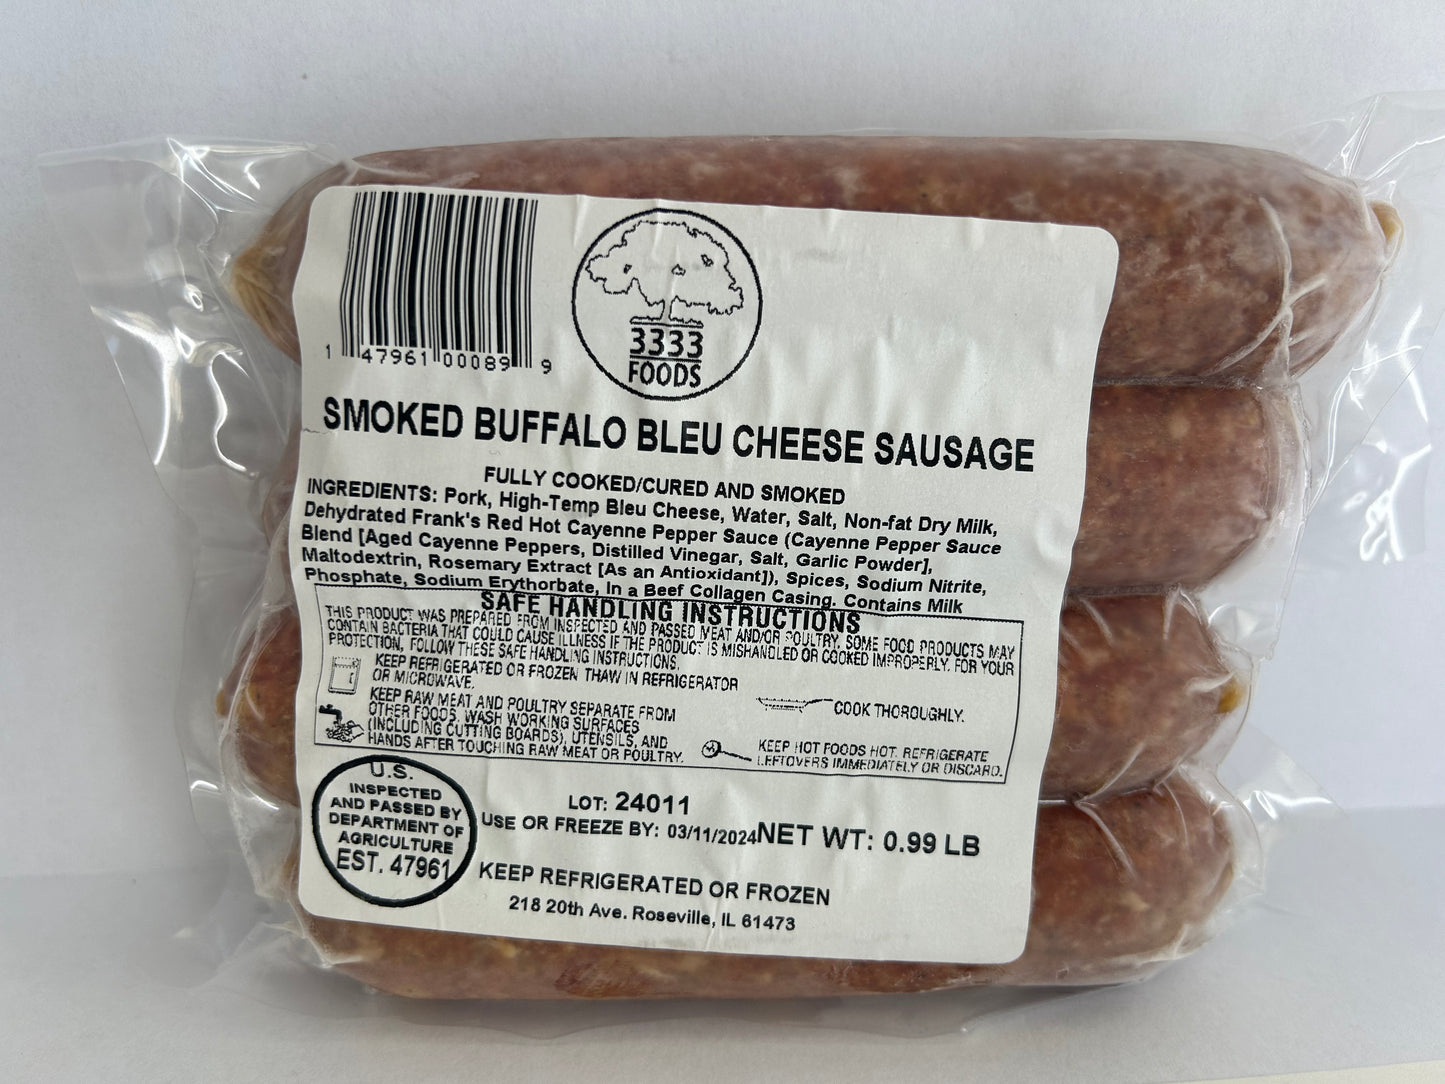 1 47961 00089 9
3333
FOODS
SMOKED BUFFALO BLEU CHEESE SAUSAGE
FULLY COOKED/CURED AND SMOKED
INGREDIENTS: Pork, High-Temp Bleu Cheese, Water, Salt, Non-fat Dry Milk,
Dehydrated Frank's Red Hot Cayenne Pepper Sauce (Cayenne Pepper Sauce
Blend [Aged Cayenne Peppers, Distilled Vinegar, Salt, Garlic Powder],
Maltodextrin, Rosemary Extract [As an Antioxidant]), Spices, Sodium Nitrite,
Phosphate, Sodium Erythorbate, In a Beef Collagen Casing. Contains Milk
SAFE HANDLING INSTRUCTIONS
THIS PRODUCT WAS PREPARED FROM INSPECTED AND PASSED MEAT AND/OR POULTRY. SOME FOOD PRODUCTS MAY
CONTAIN BACTERIA THAT COULD CAUSE ILLNESS IF THE PRODUCT IS MISHANDLED OR COOKED IMPROPERLY. FOR YOUR
PROTECTION, FOLLOW THESE SAFE HANDLING INSTRUCTIONS.
KEEP REFRIGERATED OR FROZEN THAW IN REFRIGERATOR
OR MICROWAVE.
KEEP RAW MEAT AND POULTRY SEPARATE FROM
OTHER FOODS. WASH WORKING SURFACES
(INCLUDING CUTTING BOARDS), UTENSILS, AND
HANDS AFTER TOUCHING RAW MEAT OR POULTRY.
COOK THOROUGHLY.
KEEP HOT FOODS HOT. REFRIGERATE
LEFTOVERS IMMEDIATELY OR DISCARD.
U.S.
INSPECTED
AND PASSED BY
DEPARTMENT OF
AGRICULTURE
EST. 47961
LOT: 24011
USE OR FREEZE BY: 03/11/2024
NET WT: 0.99 LB
KEEP REFRIGERATED OR FROZEN
218 20th Ave. Roseville, IL 61473